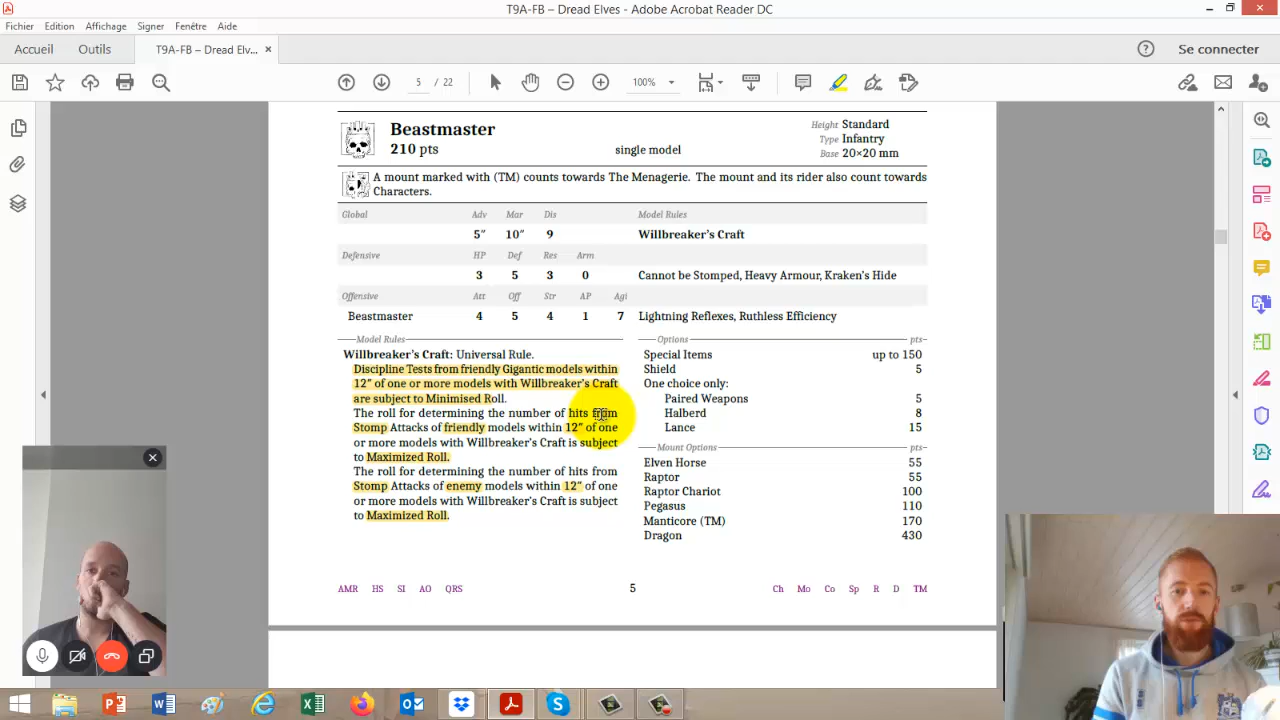 T9A-FB – Dread Elves - Adobe Acrobat Reader DC
Fichier Edition Affichage Signer Fenêtre Aide
Accueil Outils T9A-FB – Dread Elv... × Se connecter
5 / 22 100%
Beastmaster
210 pts
single model
Height Standard
Type Infantry
Base 20×20 mm
A mount marked with (TM) counts towards The Menagerie. The mount and its rider also count towards
Characters.
Global Adv Mar Dis Model Rules
5″ 10″ 9 Willbreaker's Craft
Defensive HP Def Res Arm
3 5 3 0 Cannot be Stomped, Heavy Armour, Kraken's Hide
Offensive Att Off Str AP Agi
Beastmaster 4 5 4 1 7 Lightning Reflexes, Ruthless Efficiency
Model Rules
Willbreaker's Craft: Universal Rule.
Discipline Tests from friendly Gigantic models within
12″ of one or more models with Willbreaker's Craft
are subject to Minimised Roll.
The roll for determining the number of hits from
Stomp Attacks of friendly models within 12″ of one
or more models with Willbreaker's Craft is subject
to Maximized Roll.
The roll for determining the number of hits from
Stomp Attacks of enemy models within 12″ of one
or more models with Willbreaker's Craft is subject
to Maximized Roll.
Options pts
Special Items up to 150
Shield 5
One choice only:
Paired Weapons 5
Halberd 8
Lance 15
Mount Options pts
Elven Horse 55
Raptor 55
Raptor Chariot 100
Pegasus 110
Manticore (TM) 170
Dragon 430
AMR HS SI AO QRS 5 Ch Mo Co Sp R D TM